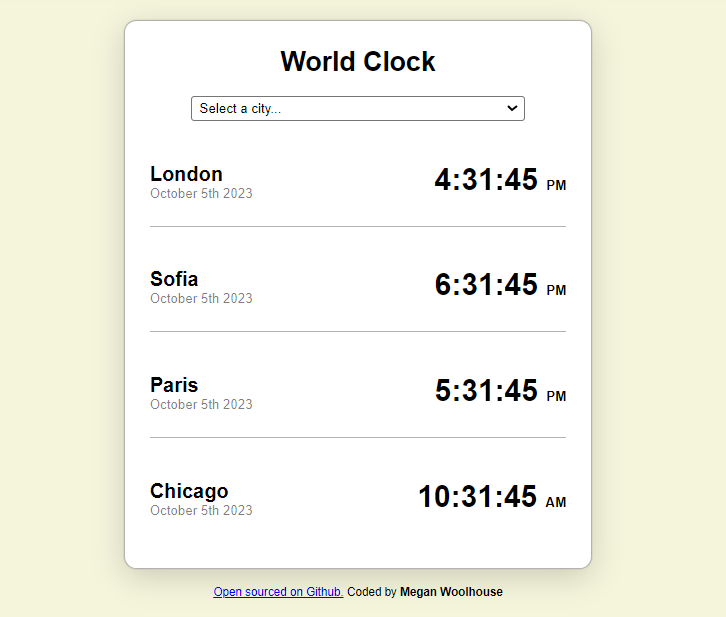 World Clock
Select a city...
London
October 5th 2023
4:31:45 PM
Sofia
October 5th 2023
6:31:45 PM
Paris
October 5th 2023
5:31:45 PM
Chicago
October 5th 2023
10:31:45 AM
Open sourced on Github. Coded by Megan Woolhouse